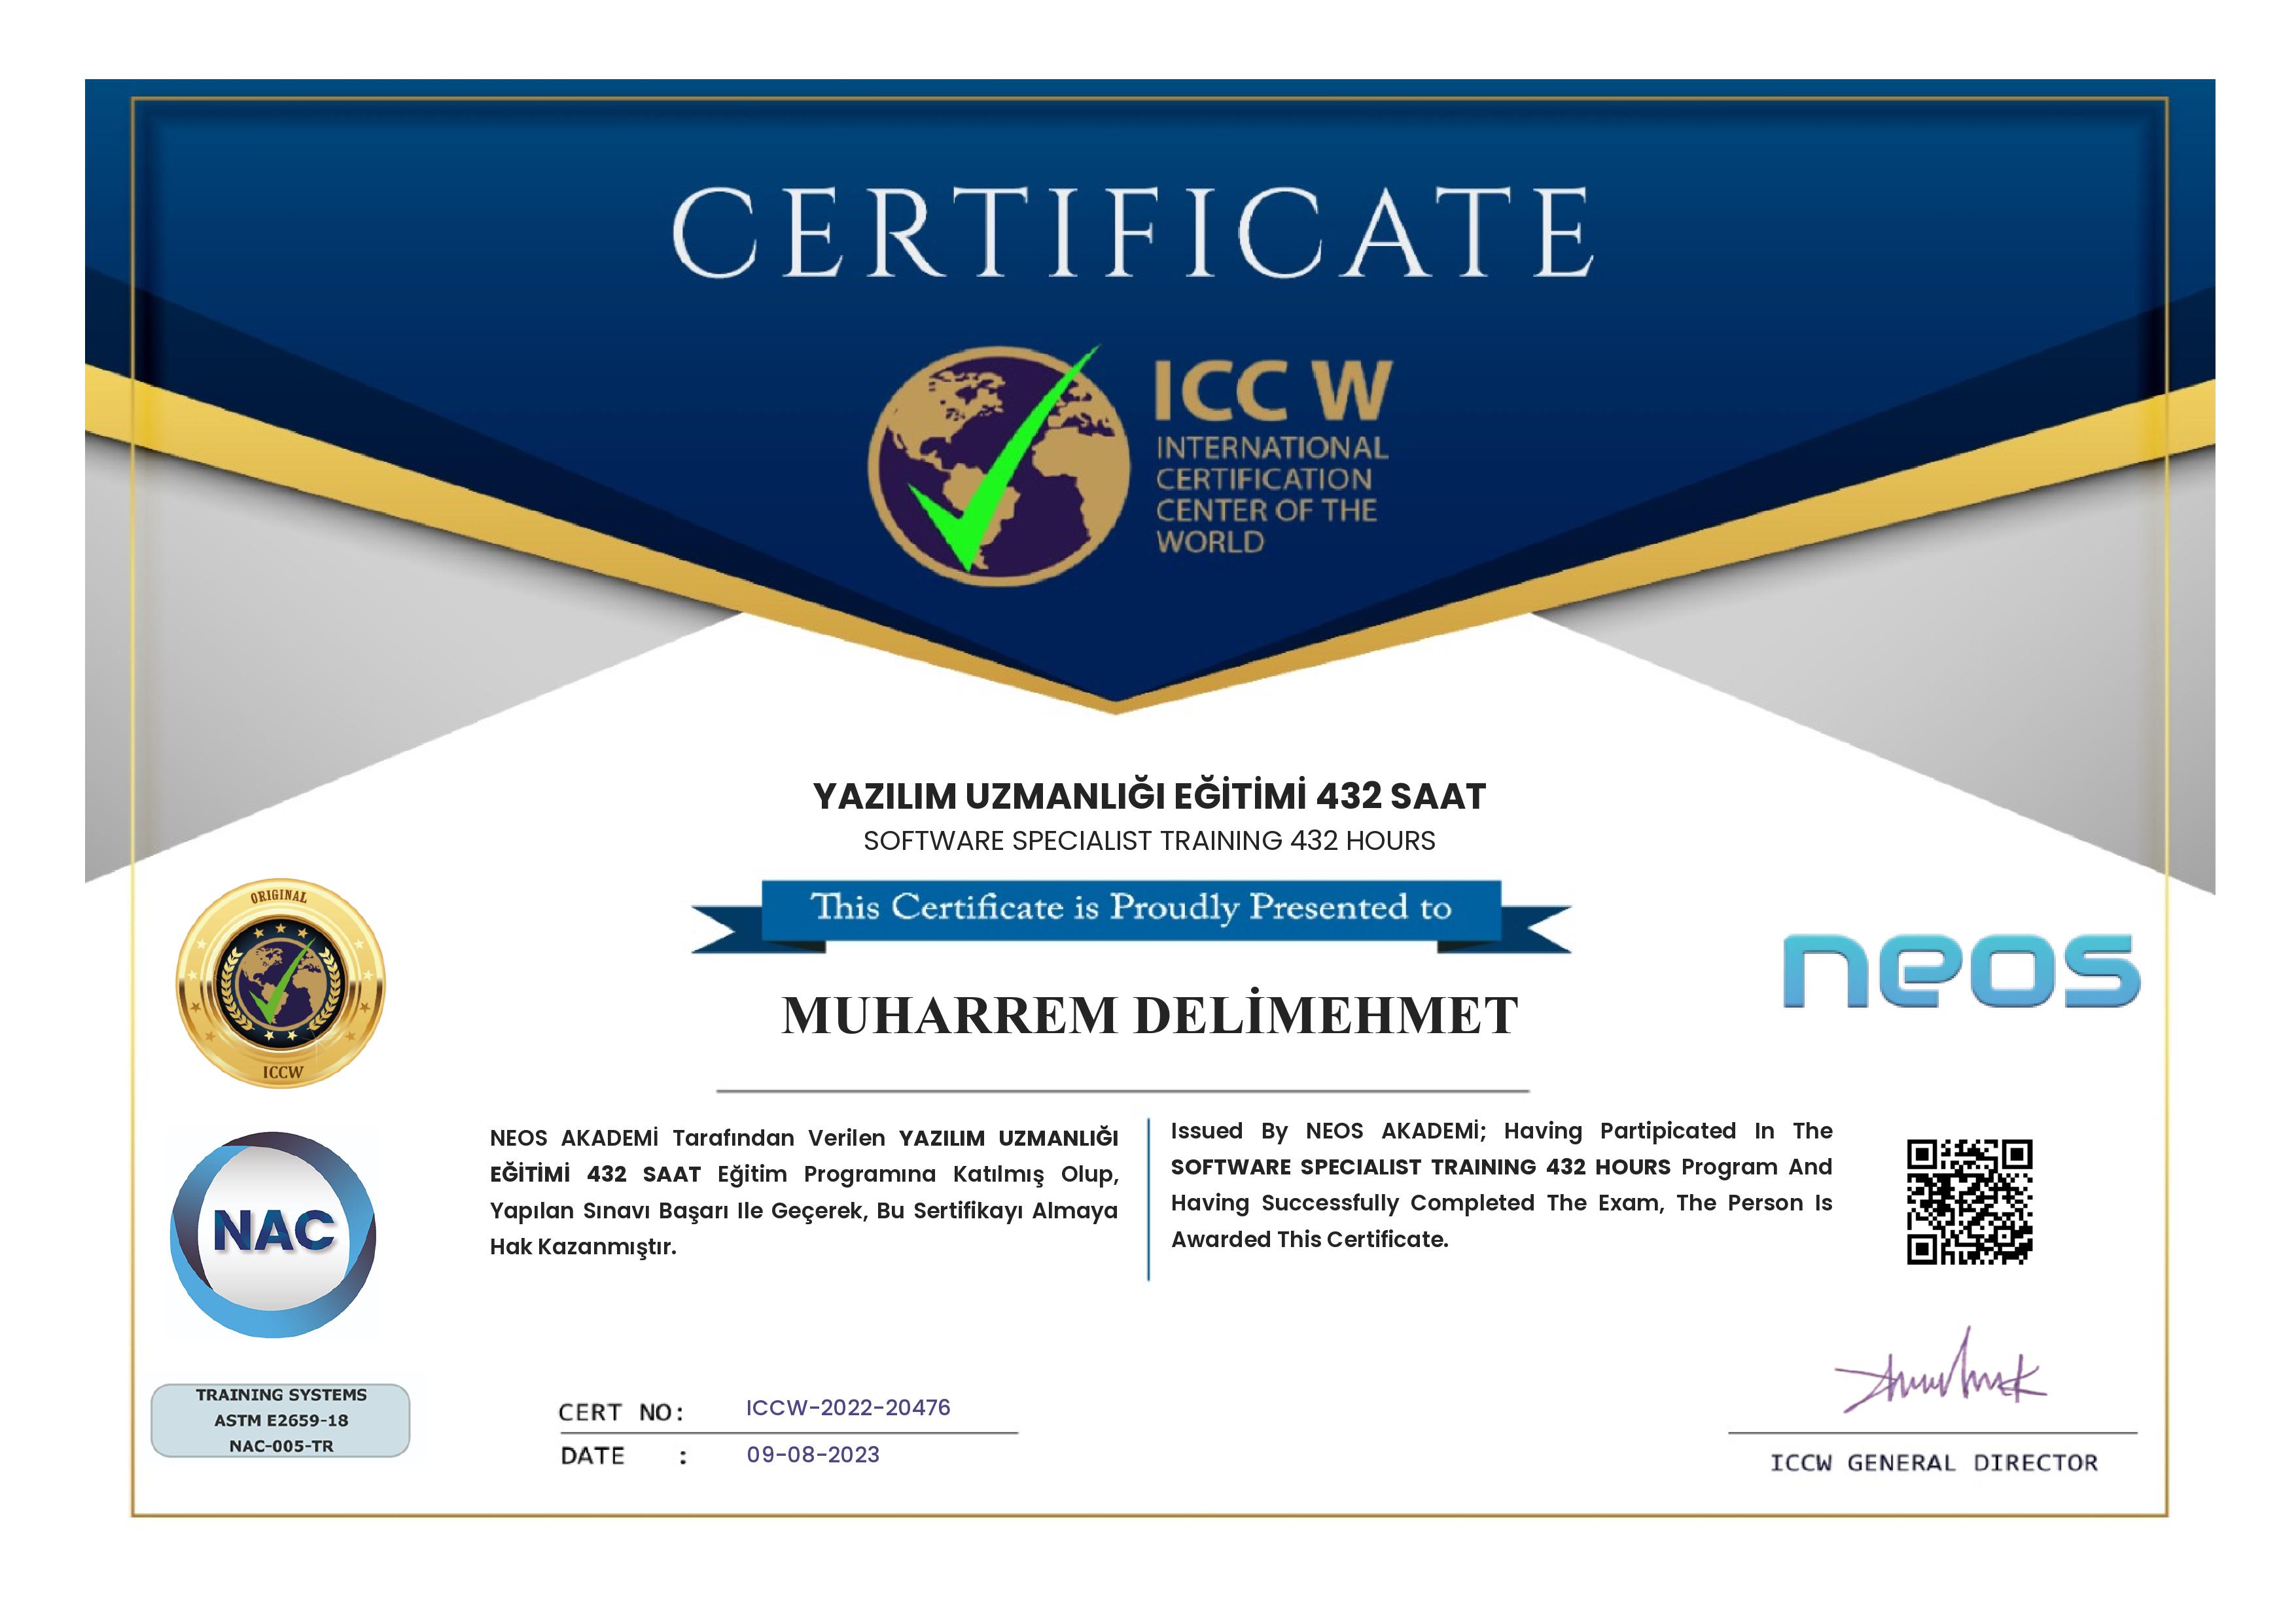 CERTIFICATE
ICC W
INTERNATIONAL
CERTIFICATION
CENTER OF THE
WORLD
YAZILIM UZMANLIĞI EĞİTİMİ 432 SAAT
SOFTWARE SPECIALIST TRAINING 432 HOURS
This Certificate is Proudly Presented to
ORIGINAL
ICCW
neos
MUHARREM DELİMEHMET
NEOS AKADEMİ Tarafından Verilen YAZILIM UZMANLIĞI
EĞİTİMİ 432 SAAT Eğitim Programına Katılmış Olup,
Yapılan Sınavı Başarı Ile Geçerek, Bu Sertifikayı Almaya
Hak Kazanmıştır.
Issued By NEOS AKADEMİ; Having Partipicated In The
SOFTWARE SPECIALIST TRAINING 432 HOURS Program And
Having Successfully Completed The Exam, The Person Is
Awarded This Certificate.
NAC
TRAINING SYSTEMS
ASTM E2659-18
NAC-005-TR
CERT NO: ICCW-2022-20476
DATE : 09-08-2023
ICCW GENERAL DIRECTOR